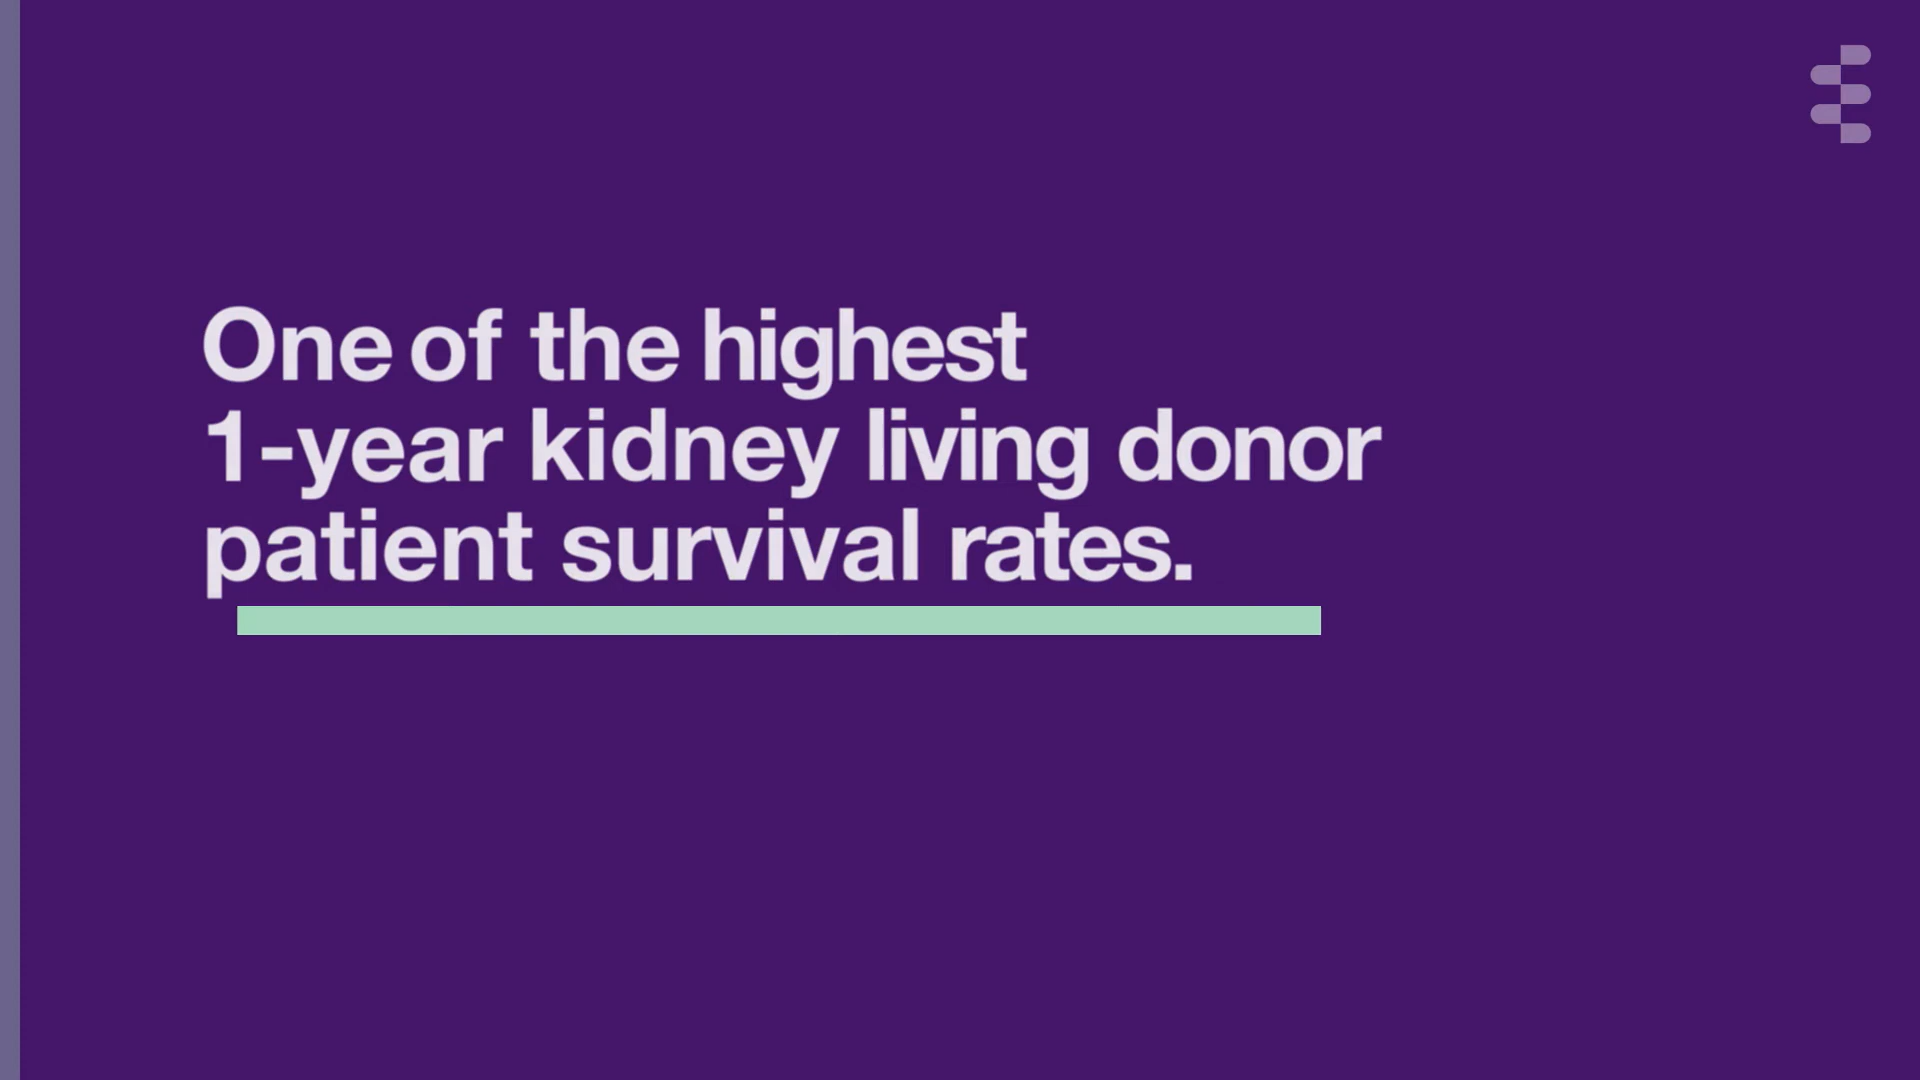 One of the highest
1-year kidney living donor
patient survival rates.